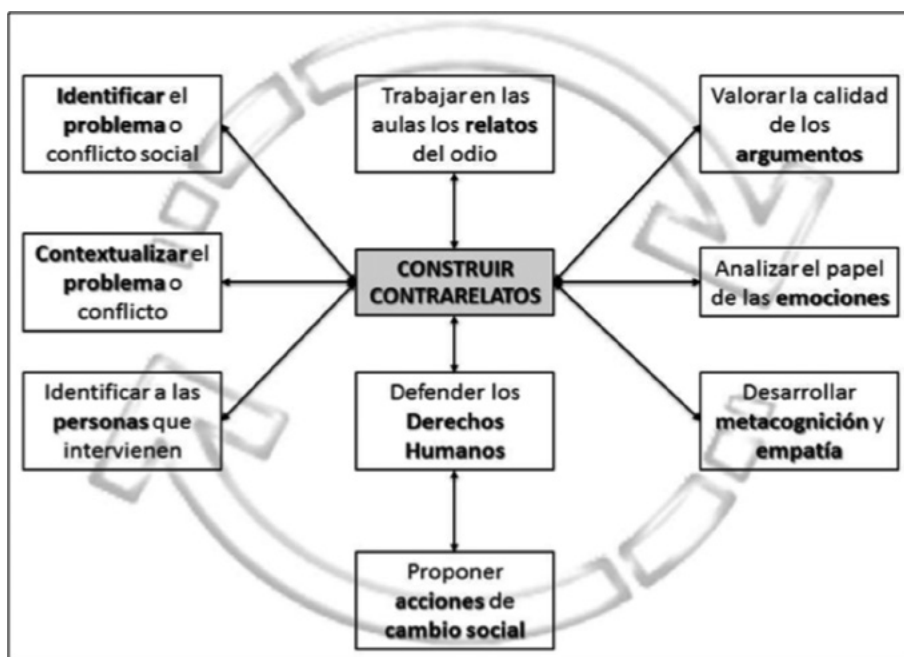 Identificar el
problema o
conflicto social
Trabajar en las
aulas los relatos
del odio
Valorar la calidad
de los
argumentos
Contextualizar el
problema o
conflicto
CONSTRUIR
CONTRARELATOS
Analizar el papel
de las emociones
Identificar a las
personas que
intervienen
Defender los
Derechos
Humanos
Desarrollar
metacognición y
empatía
Proponer
acciones de
cambio social